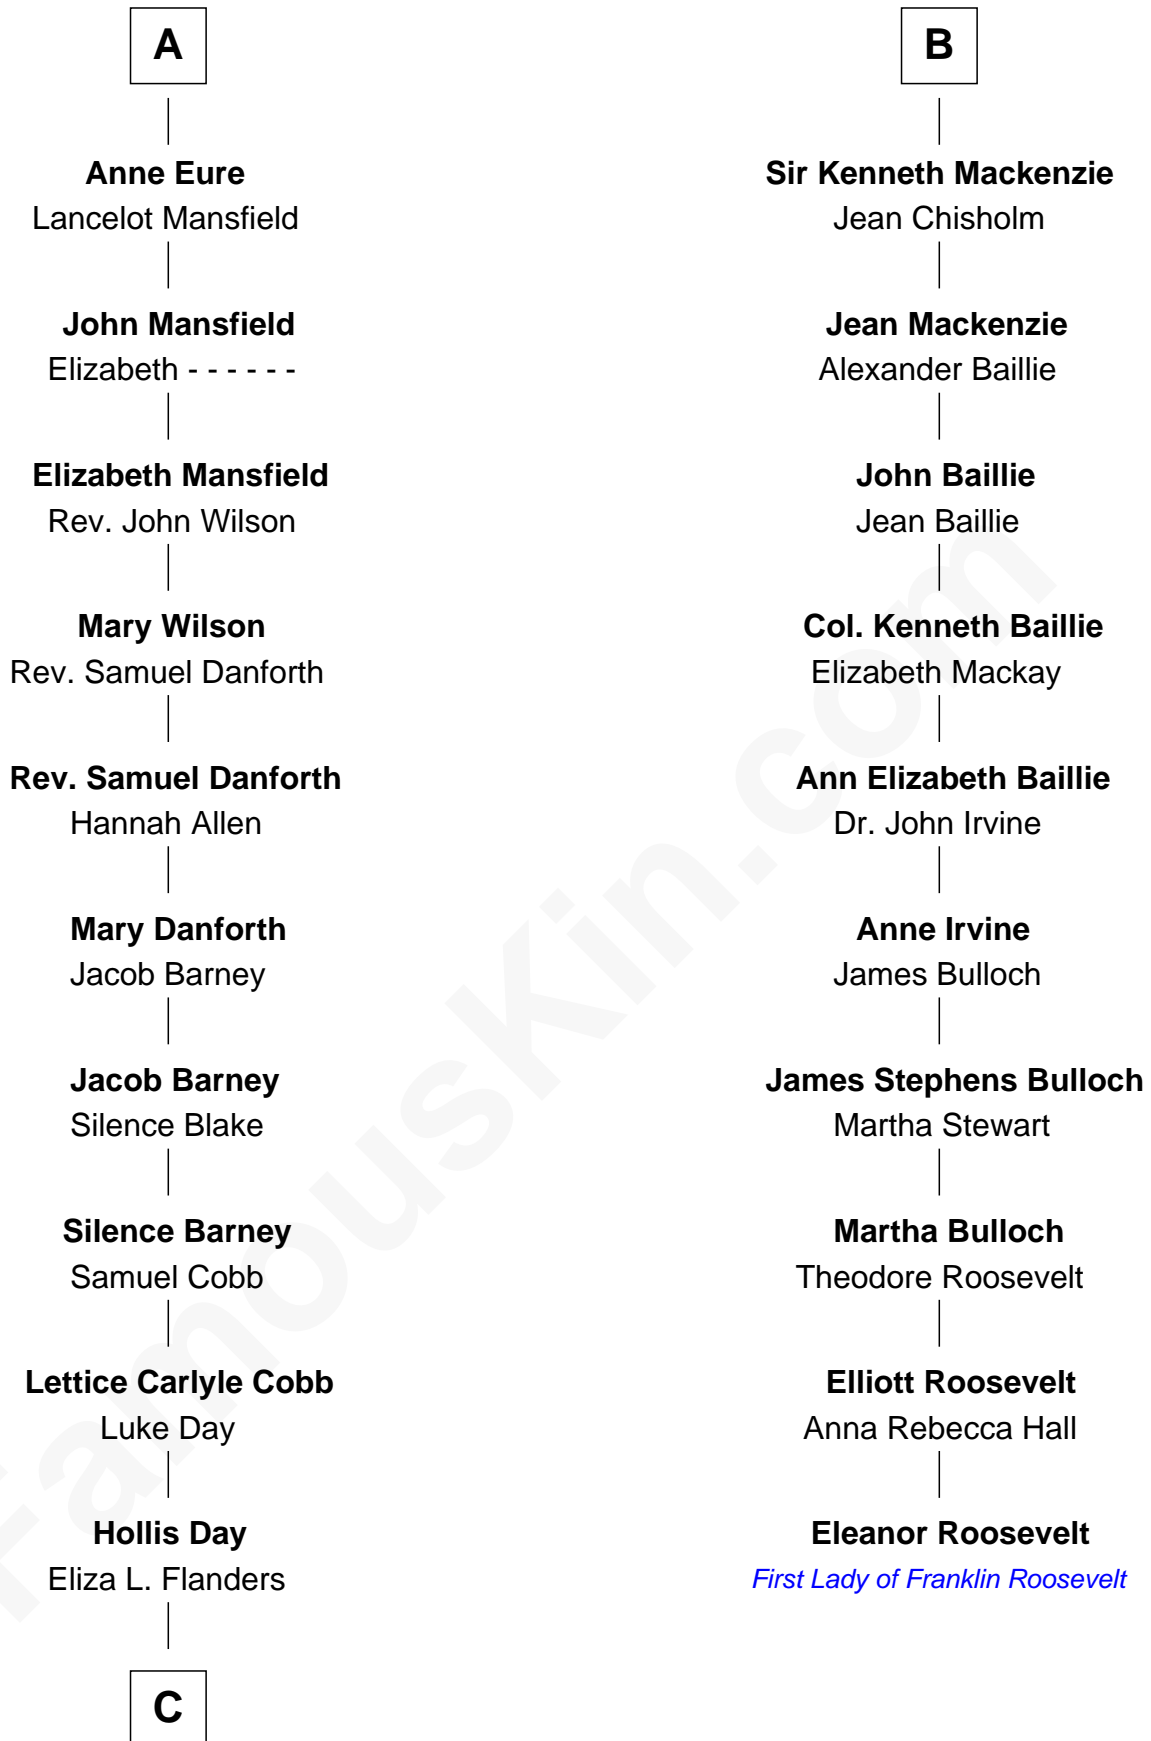 A
Anne Eure
Lancelot Mansfield
John Mansfield
Elizabeth - - - - - -
Elizabeth Mansfield
Rev. John Wilson
Mary Wilson
Rev. Samuel Danforth
Rev. Samuel Danforth
Hannah Allen
Mary Danforth
Jacob Barney
Jacob Barney
Silence Blake
Silence Barney
Samuel Cobb
Lettice Carlyle Cobb
Luke Day
Hollis Day
Eliza L. Flanders
C
B
Sir Kenneth Mackenzie
Jean Chisholm
Jean Mackenzie
Alexander Baillie
John Baillie
Jean Baillie
Col. Kenneth Baillie
Elizabeth Mackay
Ann Elizabeth Baillie
Dr. John Irvine
Anne Irvine
James Bulloch
James Stephens Bulloch
Martha Stewart
Martha Bulloch
Theodore Roosevelt
Elliott Roosevelt
Anna Rebecca Hall
Eleanor Roosevelt
First Lady of Franklin Roosevelt
FamousKin.com